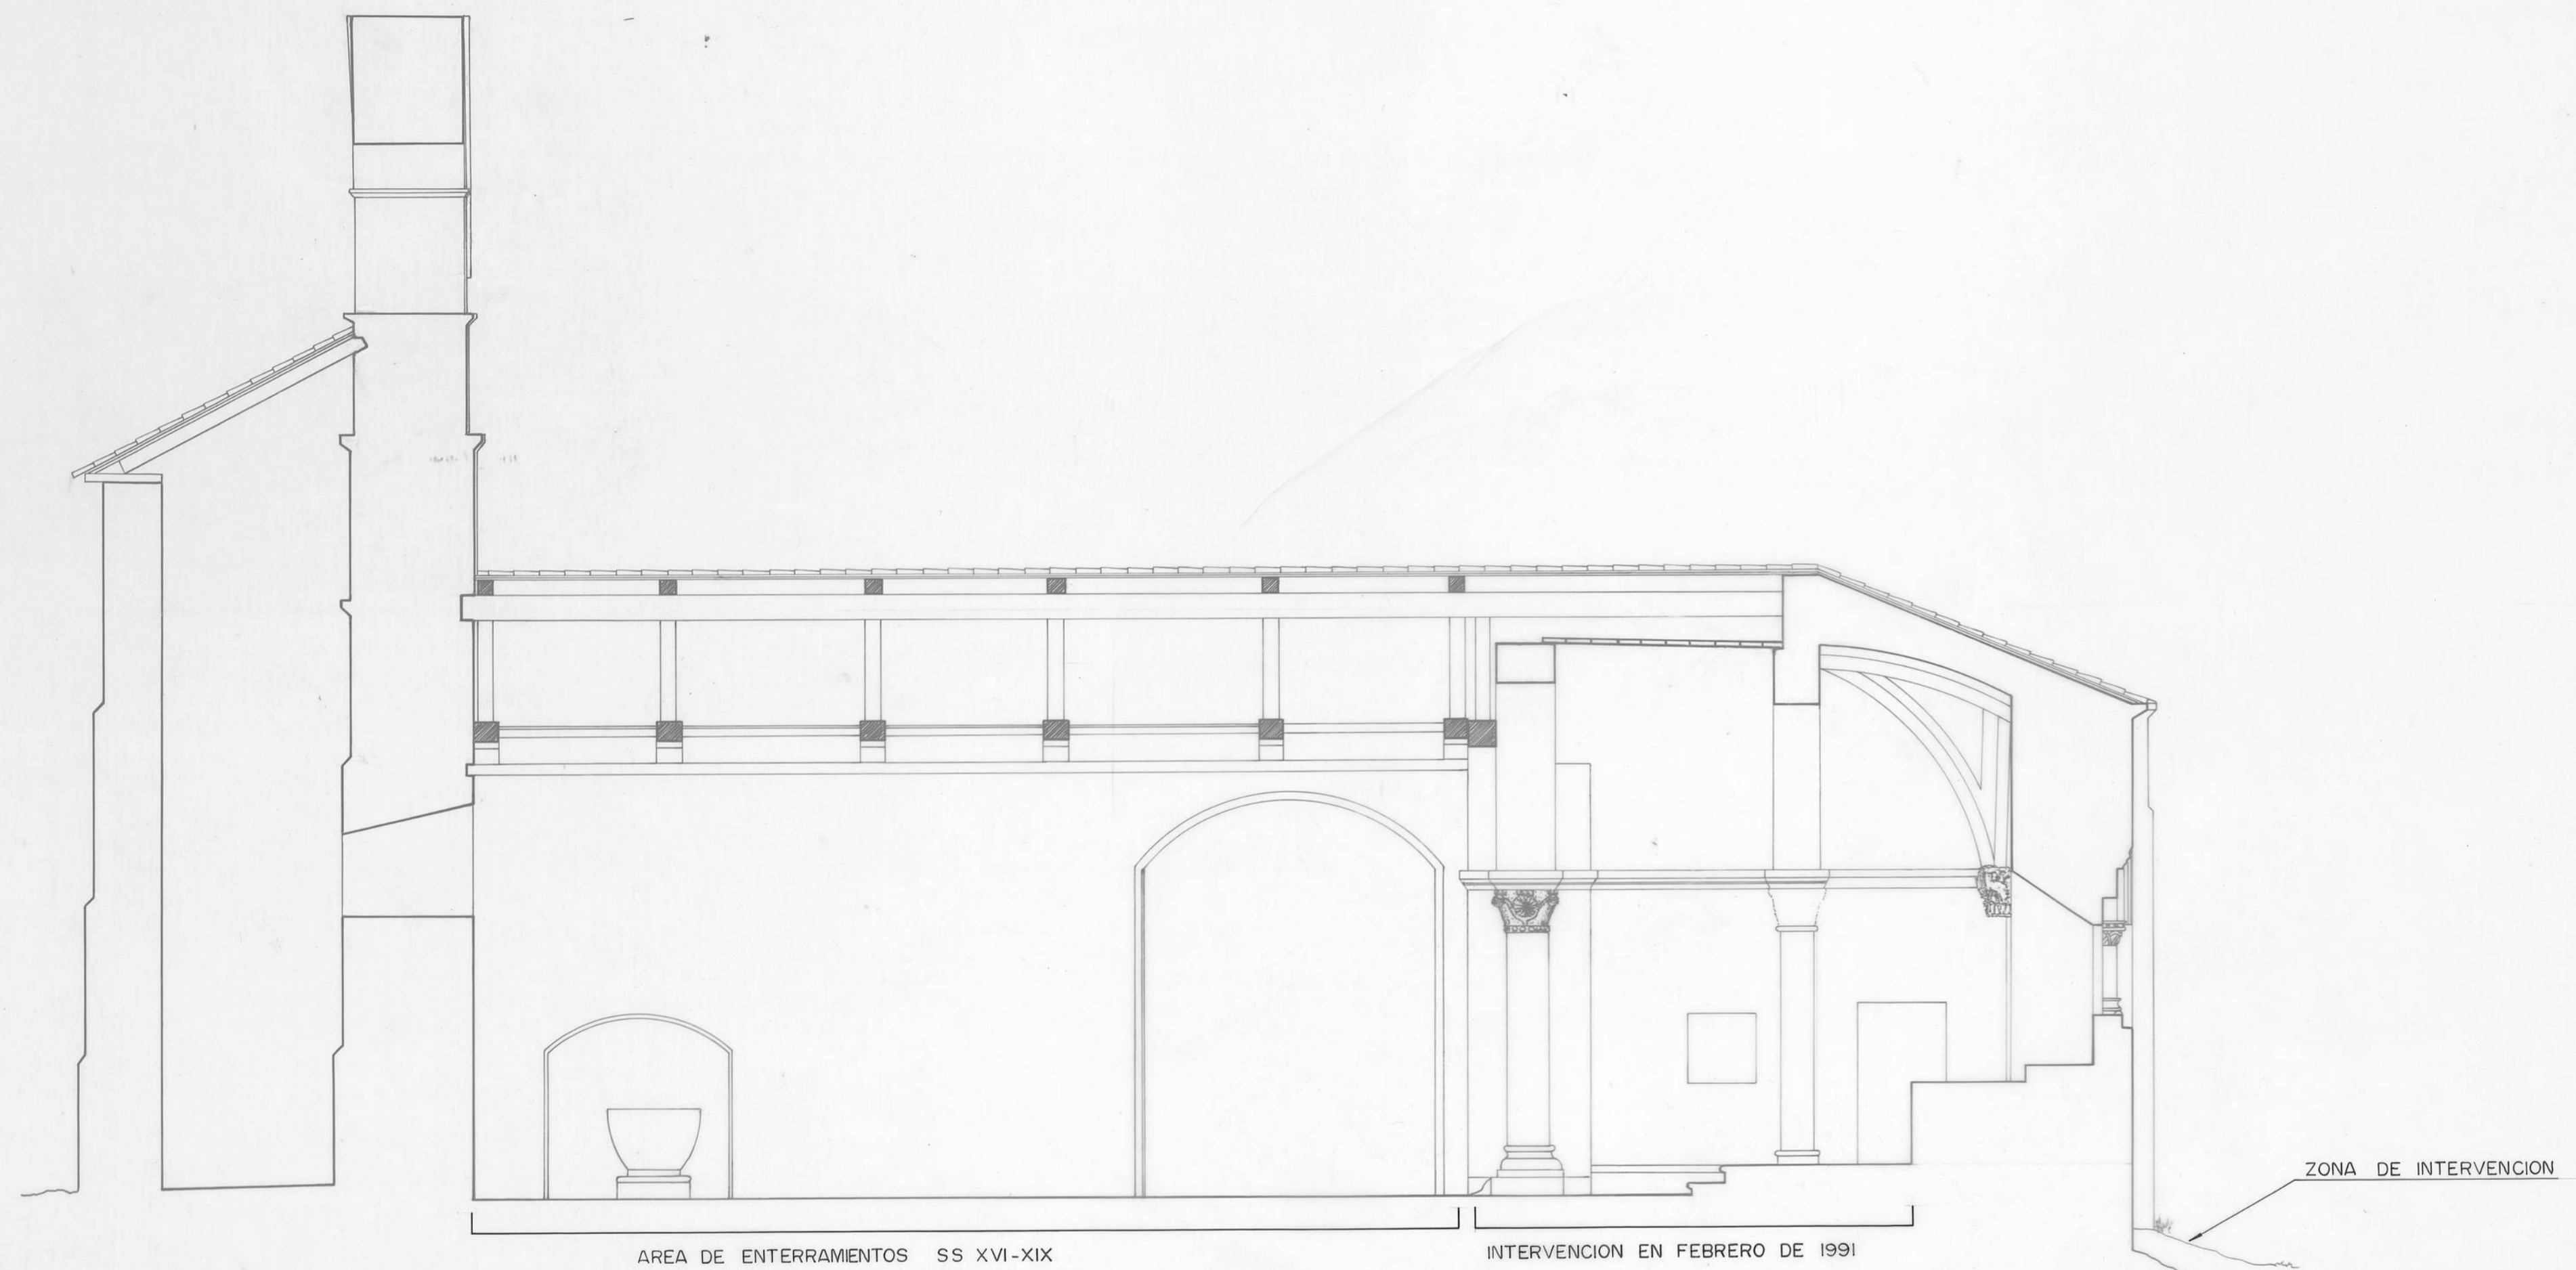 ZONA DE INTERVENCION
AREA DE ENTERRAMIENTOS SS XVI-XIX
INTERVENCION EN FEBRERO DE 1991